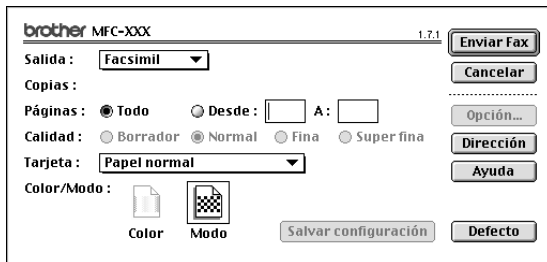 brother MFC-XXX 1.7.1
Enviar Fax
Salida : Facsimil
Cancelar
Copias :
Páginas : Todo Desde : A :
Opción...
Calidad : Borrador Normal Fina Super fina
Dirección
Tarjeta : Papel normal
Ayuda
Color/Modo :
Color Modo
Salvar configuración
Defecto